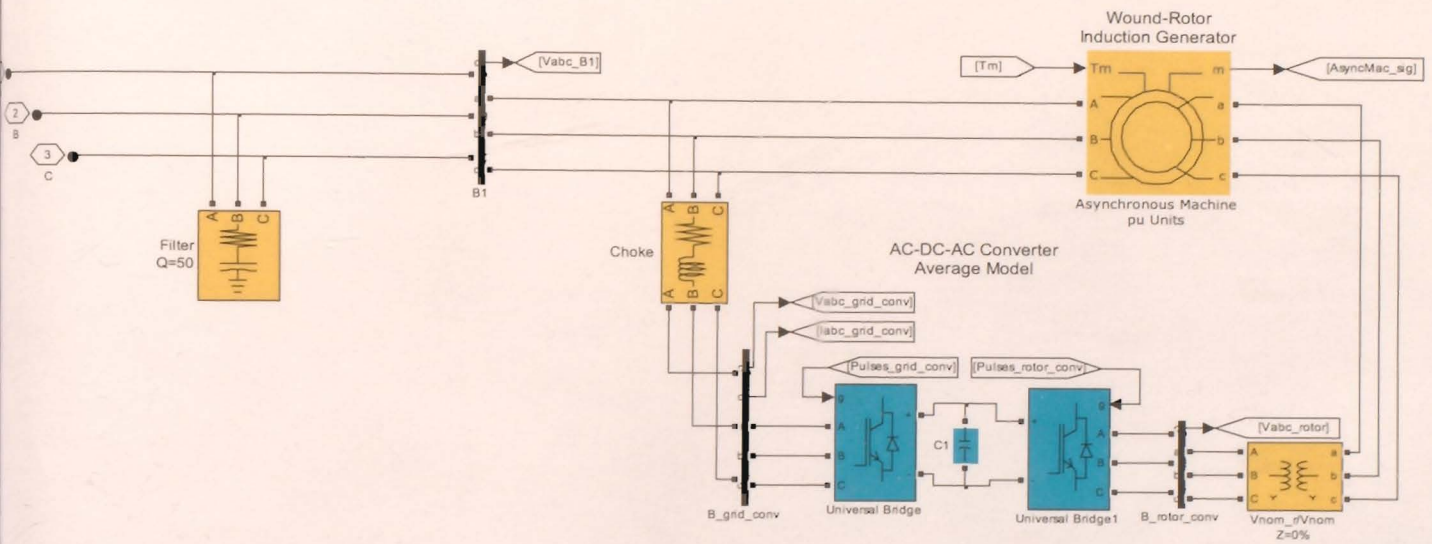 Wound-Rotor
Induction Generator
[Vabc_B1]
[Tm]
Tm
m
[AsyncMac_sig]
A
a
B
b
C
c
2
B
3
C
B1
Asynchronous Machine
pu Units
A B C
Filter
Q=50
A B C
Choke
A B C
AC-DC-AC Converter
Average Model
[Vabc_grid_conv]
[Iabc_grid_conv]
[Pulses_grid_conv]
[Pulses_rotor_conv]
g
A
B
C
+
-
C1
+
-
g
A
B
C
[Vabc_rotor]
A
a
B
b
C
c
B_grid_conv
Universal Bridge
Universal Bridge1
B_rotor_conv
Vnom_r/Vnom
Z=0%